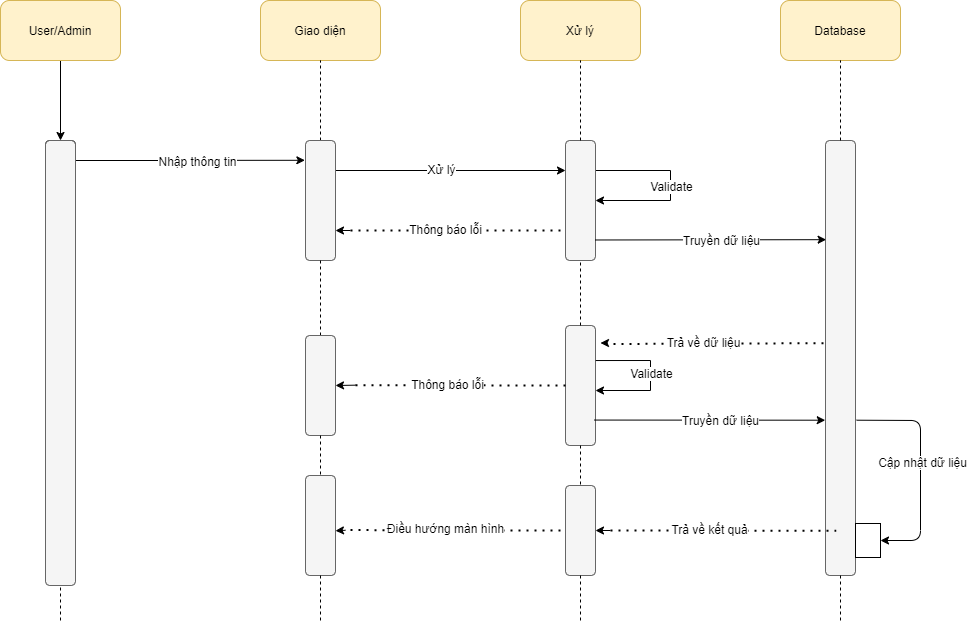 User/Admin
Giao diện
Xử lý
Database
Nhập thông tin
Xử lý
Validate
Thông báo lỗi
Truyền dữ liệu
Trả về dữ liệu
Validate
Thông báo lỗi
Truyền dữ liệu
Cập nhật dữ liệu
Điều hướng màn hình
Trả về kết quả